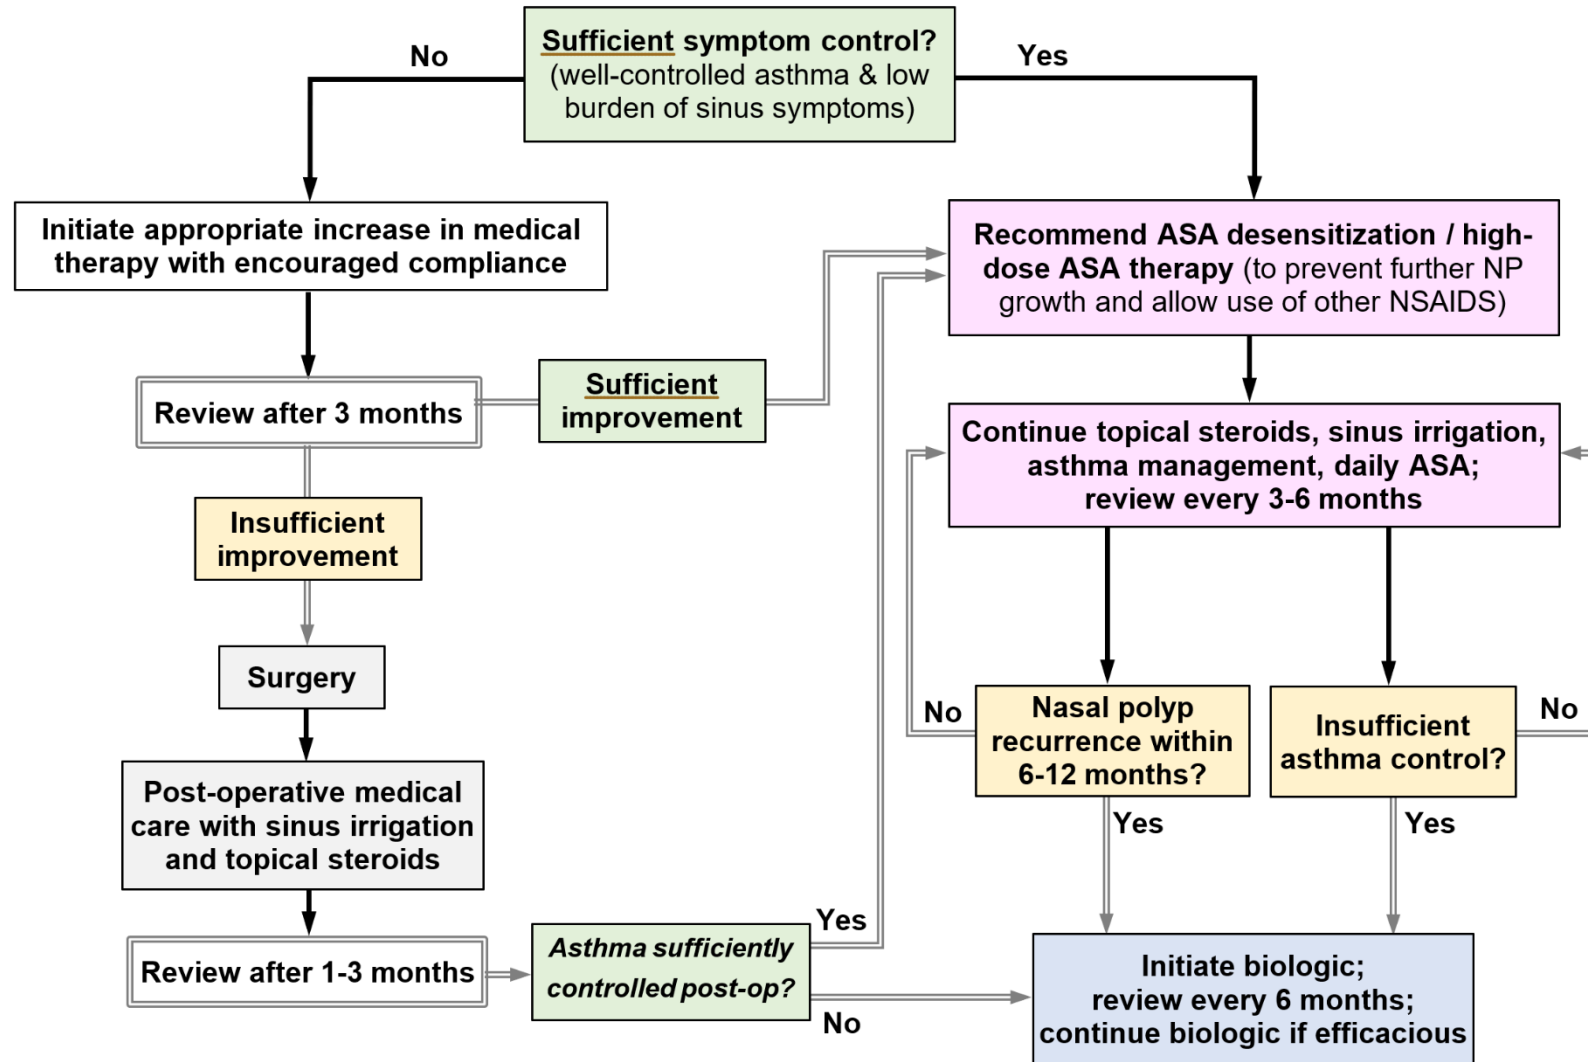 No
Sufficient symptom control?
(well-controlled asthma & low
burden of sinus symptoms)
Yes
Initiate appropriate increase in medical
therapy with encouraged compliance
Recommend ASA desensitization / high-
dose ASA therapy (to prevent further NP
growth and allow use of other NSAIDS)
Review after 3 months
Sufficient
improvement
Continue topical steroids, sinus irrigation,
asthma management, daily ASA;
review every 3-6 months
Insufficient
improvement
Surgery
No
Nasal polyp
recurrence within
6-12 months?
Insufficient
asthma control?
No
Yes
Yes
Post-operative medical
care with sinus irrigation
and topical steroids
Review after 1-3 months
Asthma sufficiently
controlled post-op?
Yes
No
Initiate biologic;
review every 6 months;
continue biologic if efficacious